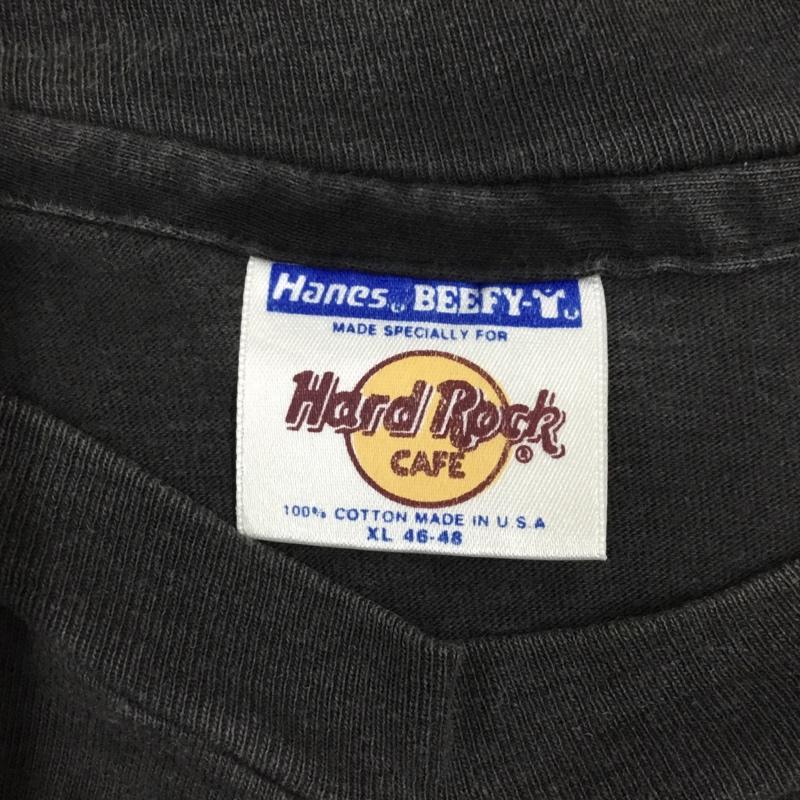 Hanes® BEEFY-T®
MADE SPECIALLY FOR
Hard Rock
CAFE ®
100% COTTON MADE IN U.S.A
XL 46-48